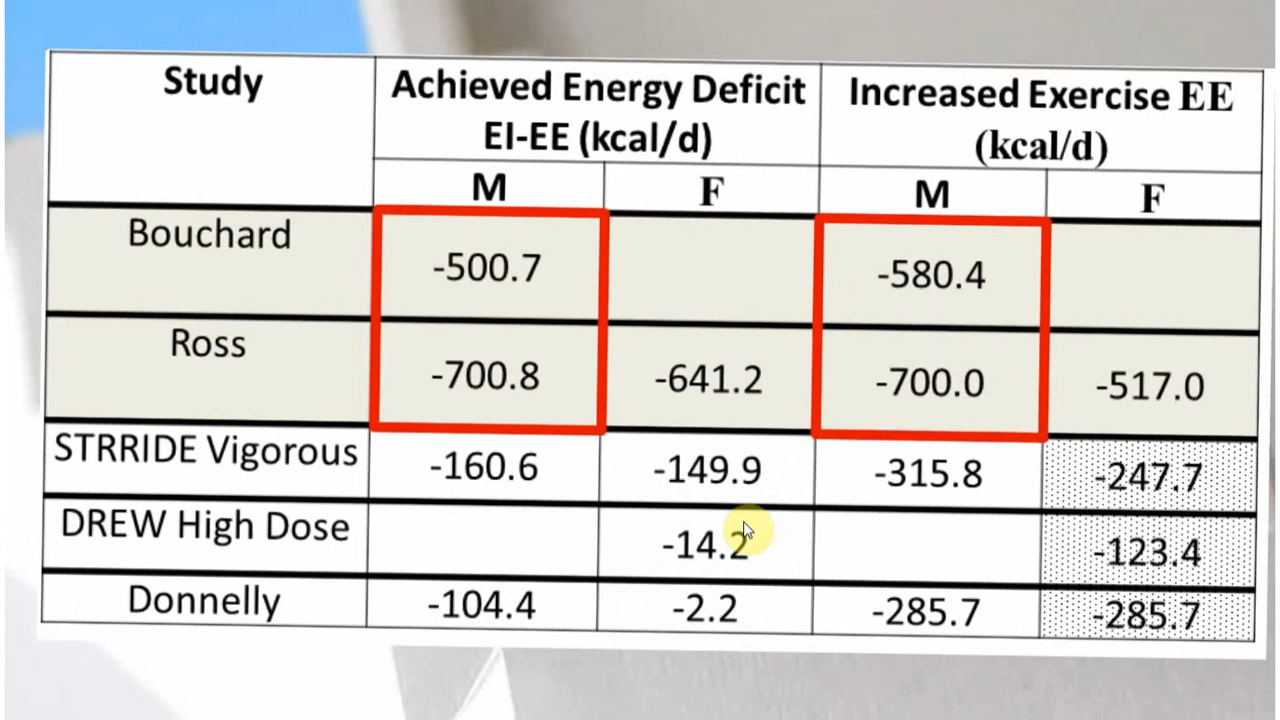 Study Achieved Energy Deficit Increased Exercise EE
EI-EE (kcal/d) (kcal/d)
M F M F
Bouchard -500.7 -580.4
Ross -700.8 -641.2 -700.0 -517.0
STRRIDE Vigorous -160.6 -149.9 -315.8 -247.7
DREW High Dose -14.2 -123.4
Donnelly -104.4 -2.2 -285.7 -285.7